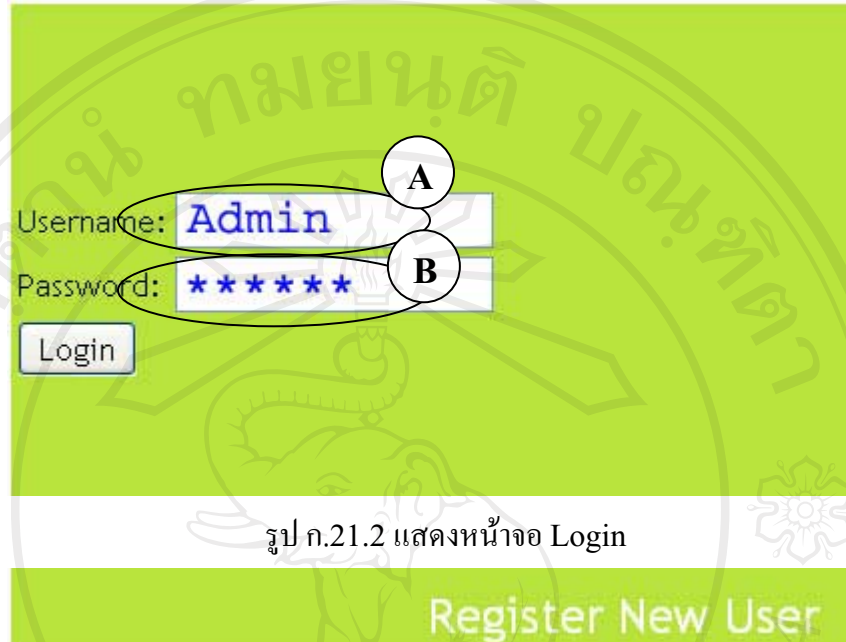 A
Username: Admin
B
Password: ******
Login
รูป ก.21.2 แสดงหน้าจอ Login
Register New User